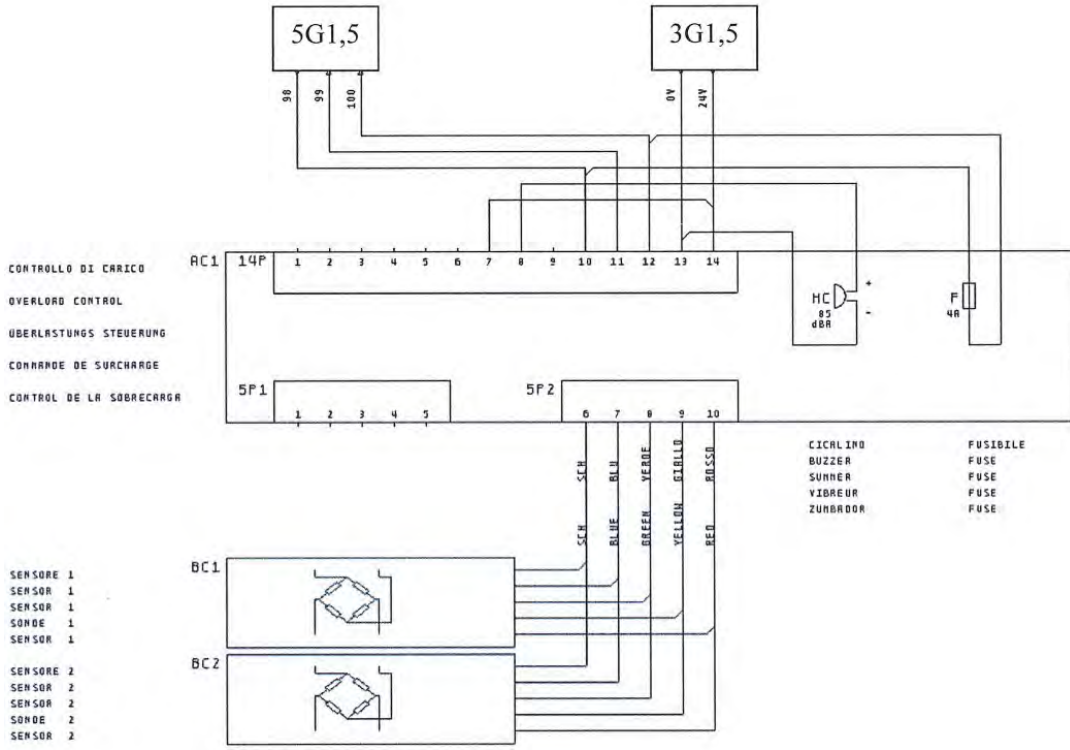 5G1,5
3G1,5
98
99
100
0V
24V
AC1
14P
1 2 3 4 5 6 7 8 9 10 11 12 13 14
CONTROLLO DI CARICO
OVERLOAD CONTROL
ÜBERLASTUNGS STEUERUNG
COMMANDE DE SURCHARGE
CONTROL DE LA SOBRECARGA
HC
85
dBA
+
-
F
4A
5P1
1 2 3 4 5
5P2
6 7 8 9 10
SCH
BLU
VERDE
GIALLO
ROSSO
SCH
BLUE
GREEN
YELLOW
RED
CICALINO
BUZZER
SUMMER
VIBREUR
ZUMBADOR
FUSIBILE
FUSE
FUSE
FUSE
FUSE
BC1
SENSORE 1
SENSOR 1
SENSOR 1
SONDE 1
SENSOR 1
BC2
SENSORE 2
SENSOR 2
SENSOR 2
SONDE 2
SENSOR 2